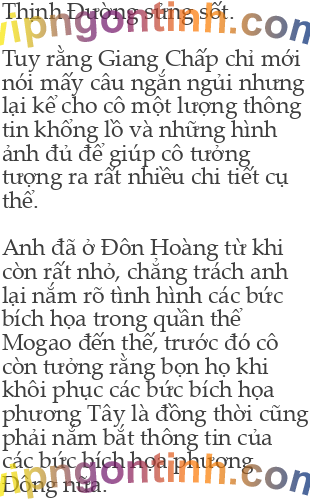 Thịnh Đường sững sốt.
Tuy rằng Giang Chấp chỉ mới
nói mấy câu ngắn ngủi nhưng
lại kể cho cô một lượng thông
tin khổng lồ và những hình
ảnh đủ để giúp cô tưởng
tượng ra rất nhiều chi tiết cụ
thể.
Anh đã ở Đôn Hoàng từ khi
còn rất nhỏ, chẳng trách anh
lại nắm rõ tình hình các bức
bích họa trong quần thể
Mogao đến thế, trước đó cô
còn tưởng rằng bọn họ khi
khôi phục các bức bích họa
phương Tây là đồng thời cũng
phải nắm bắt thông tin của
các bức bích họa phương
Đông nữa.
vipngontinh.com
vipngontinh.com